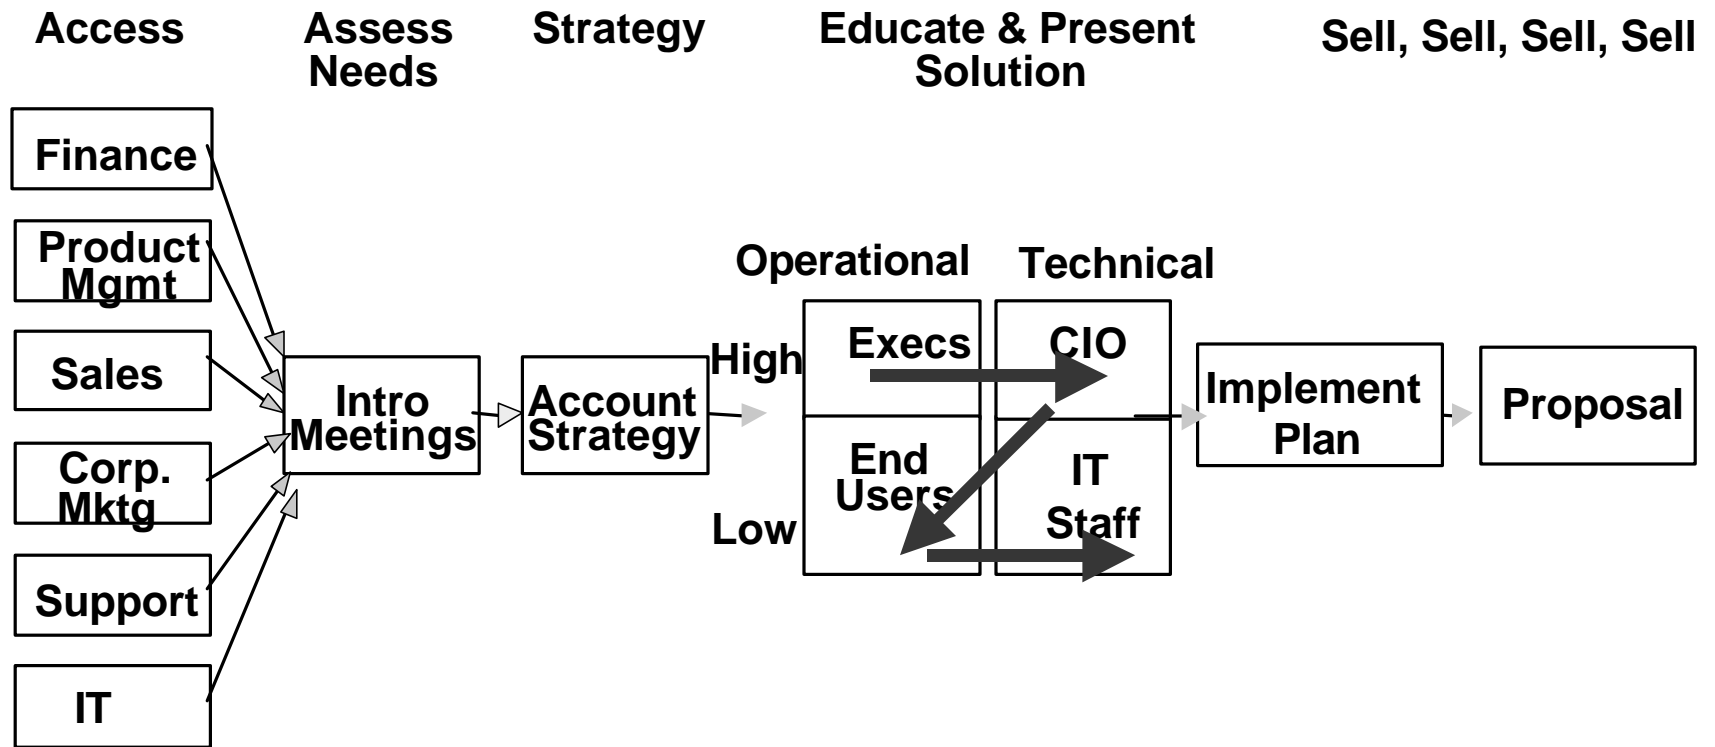 Access
Assess
Needs
Strategy
Educate & Present
Solution
Sell, Sell, Sell, Sell
Finance
Product
Mgmt
Sales
Corp.
Mktg
Support
IT
Intro
Meetings
Account
Strategy
Operational
Technical
High
Low
Execs
CIO
End
Users
IT
Staff
Implement
Plan
Proposal